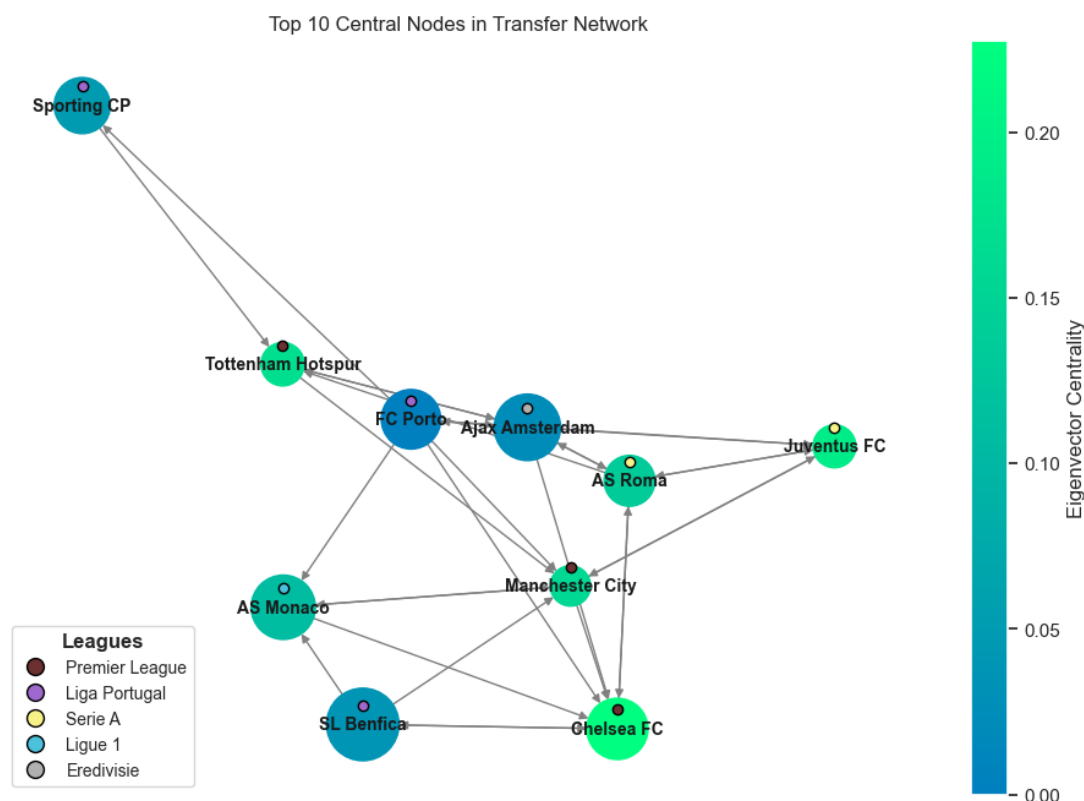 Top 10 Central Nodes in Transfer Network
Sporting CP
Tottenham Hotspur
FC Porto
Ajax Amsterdam
Juventus FC
AS Roma
Manchester City
AS Monaco
SL Benfica
Chelsea FC
Leagues
Premier League
Liga Portugal
Serie A
Ligue 1
Eredivisie
0.20
0.15
0.10
0.05
0.00
Eigenvector Centrality